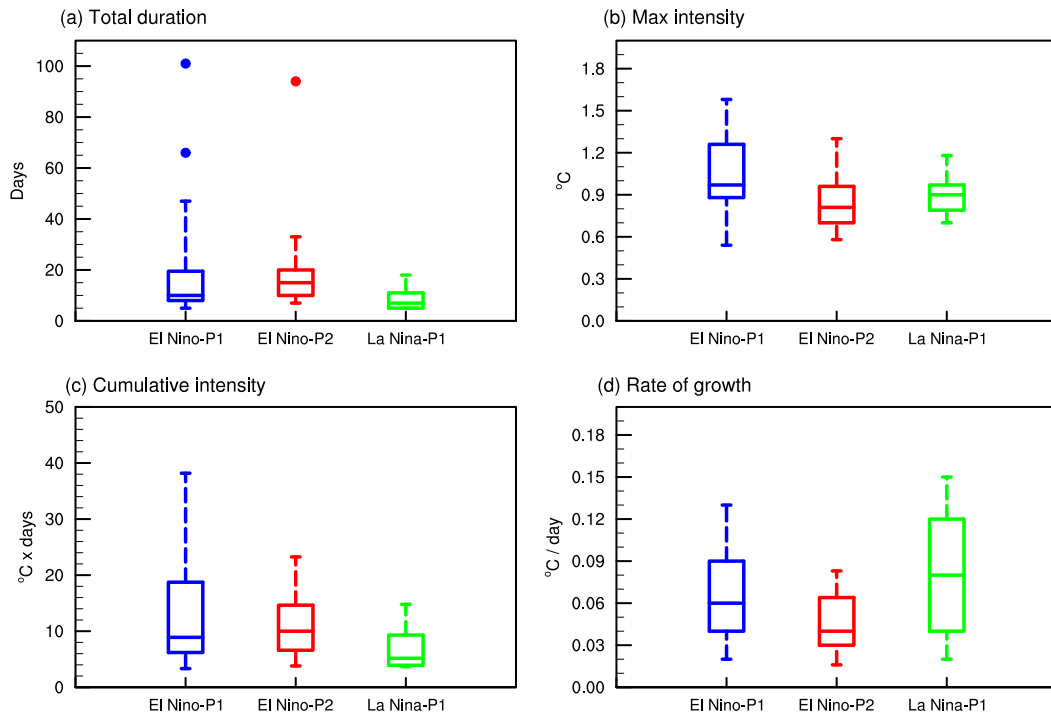 (a) Total duration
100
80
60
40
20
0
Days
El Nino-P1 El Nino-P2 La Nina-P1
(b) Max intensity
1.8
1.5
1.2
0.9
0.6
0.3
0.0
°C
El Nino-P1 El Nino-P2 La Nina-P1
(c) Cumulative intensity
50
40
30
20
10
0
°C x days
El Nino-P1 El Nino-P2 La Nina-P1
(d) Rate of growth
0.18
0.15
0.12
0.09
0.06
0.03
0.00
°C / day
El Nino-P1 El Nino-P2 La Nina-P1